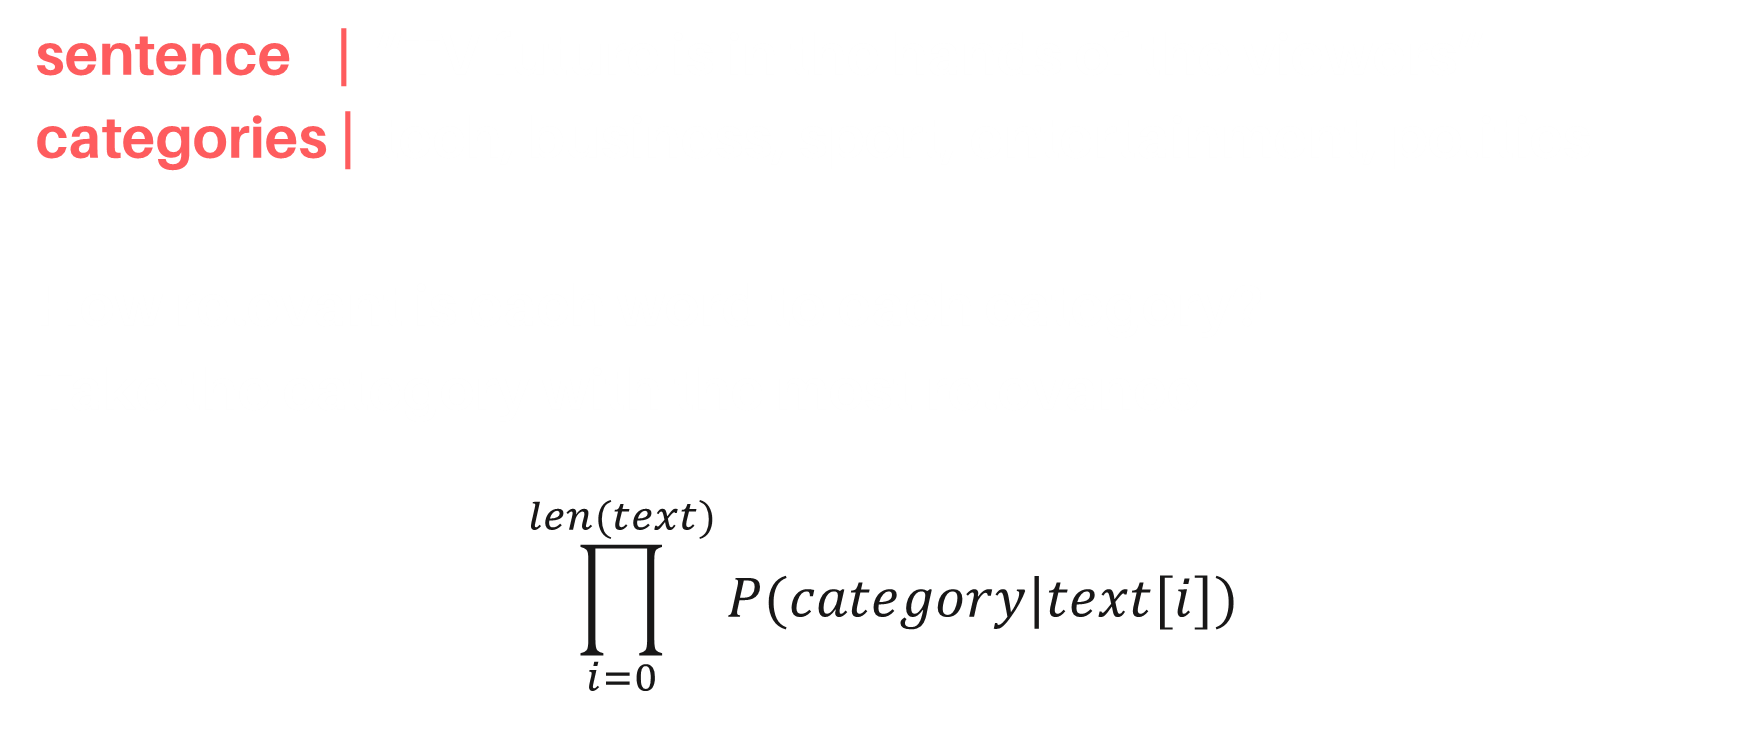 sentence |
categories |
len(text)
∏ P(category|text[i])
i=0